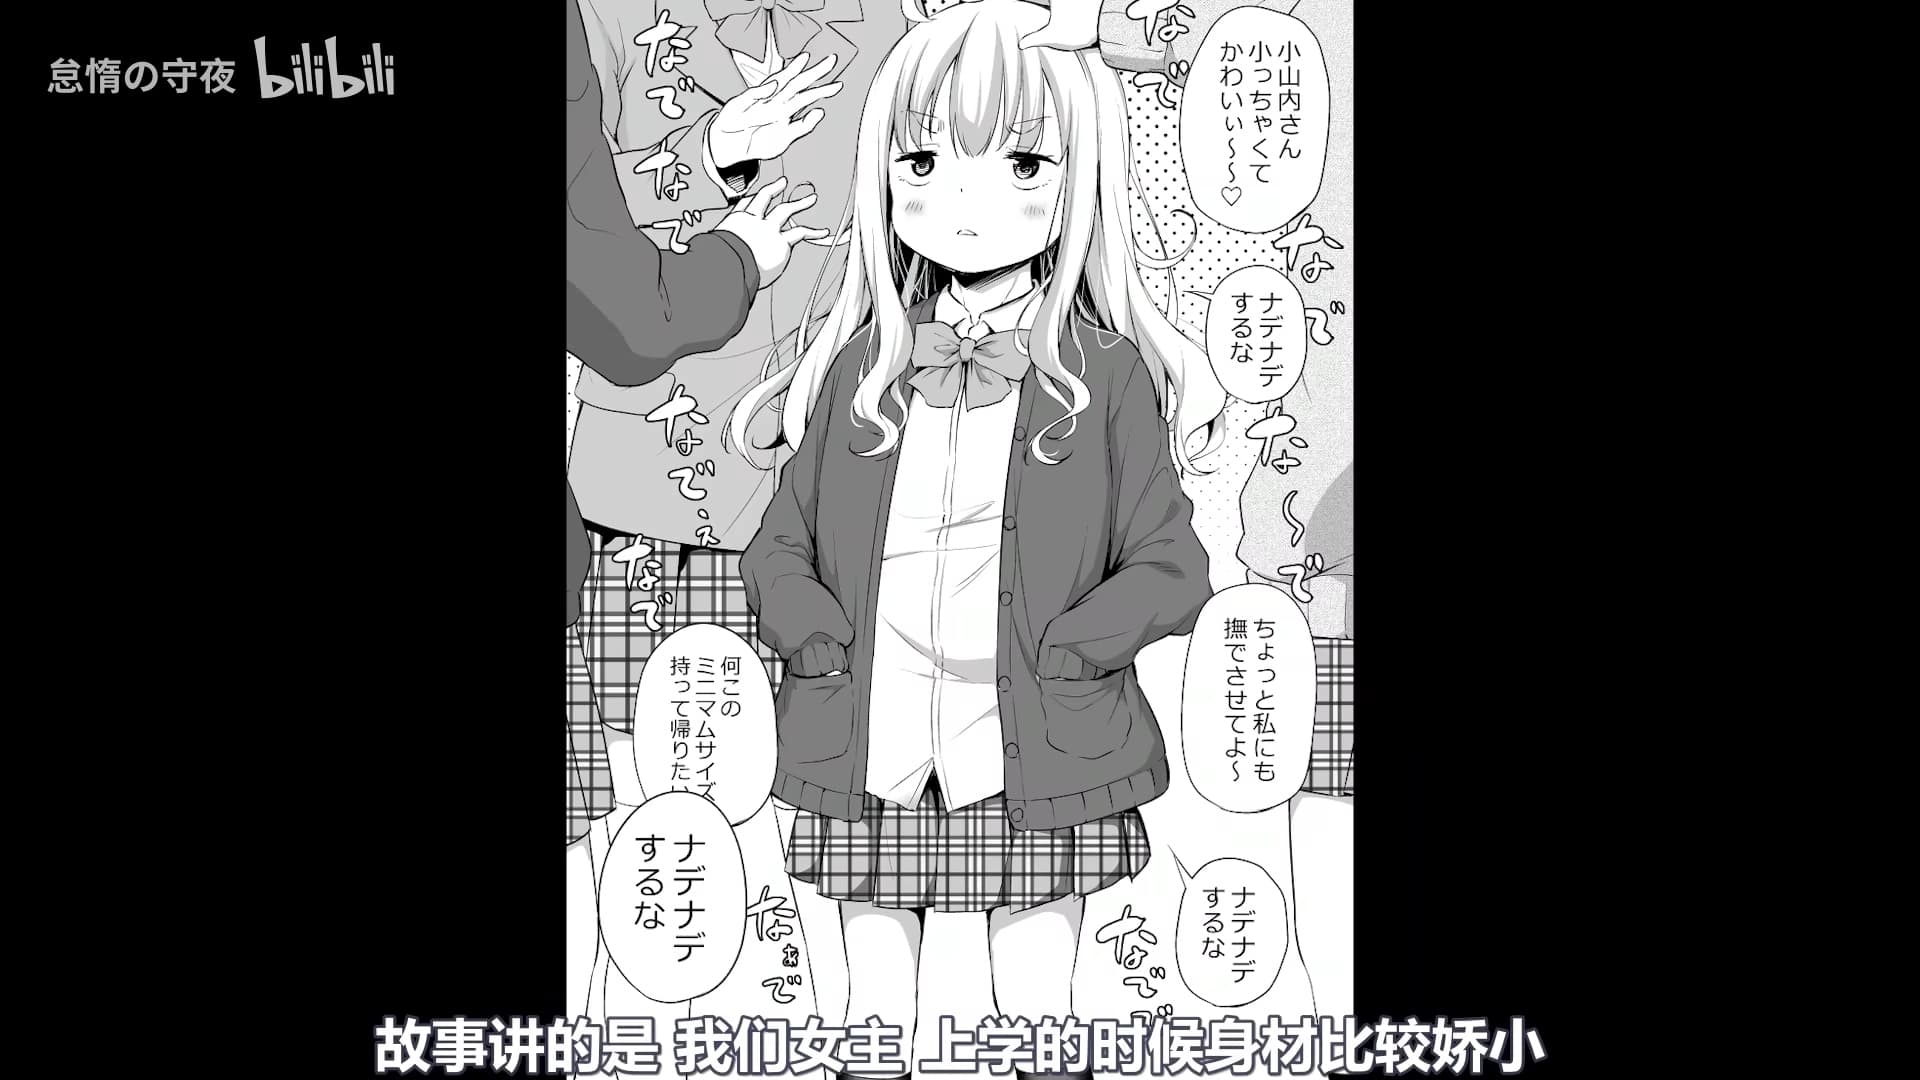 怠惰の守夜 bilibili
小山内さん
小っちゃくて
かわいぃ～～♡
なで
なで
なで
なで
ナデナデ
するな
なで
な～で
なでぇ
なで
ちょっと私にも
撫でさせてよ～
何この
ミニマムサイズ
持って帰りたい
ナデナデ
するな
ナデナデ
するな
なぁで
なでで
故事讲的是 我们女主 上学的时候身材比较娇小